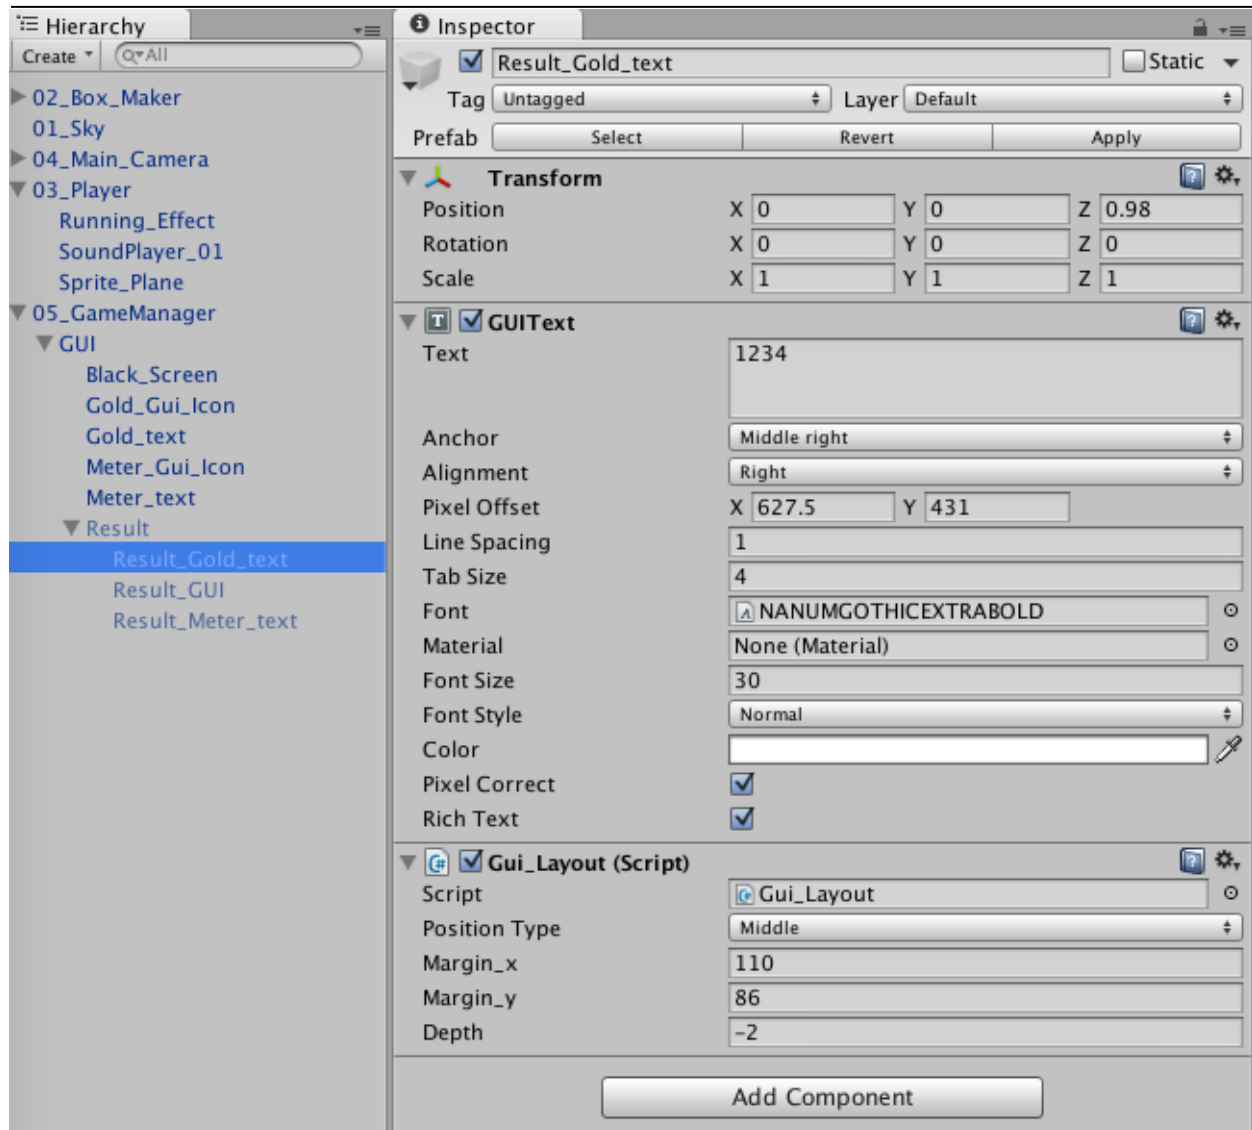 Hierarchy
Create
All
02_Box_Maker
01_Sky
04_Main_Camera
03_Player
Running_Effect
SoundPlayer_01
Sprite_Plane
05_GameManager
GUI
Black_Screen
Gold_Gui_Icon
Gold_text
Meter_Gui_Icon
Meter_text
Result
Result_Gold_text
Result_GUI
Result_Meter_text
Inspector
Result_Gold_text Static
Tag Untagged Layer Default
Prefab Select Revert Apply
Transform
Position X 0 Y 0 Z 0.98
Rotation X 0 Y 0 Z 0
Scale X 1 Y 1 Z 1
GUIText
Text 1234
Anchor Middle right
Alignment Right
Pixel Offset X 627.5 Y 431
Line Spacing 1
Tab Size 4
Font NANUMGOTHICEXTRABOLD
Material None (Material)
Font Size 30
Font Style Normal
Color
Pixel Correct
Rich Text
Gui_Layout (Script)
Script Gui_Layout
Position Type Middle
Margin_x 110
Margin_y 86
Depth -2
Add Component